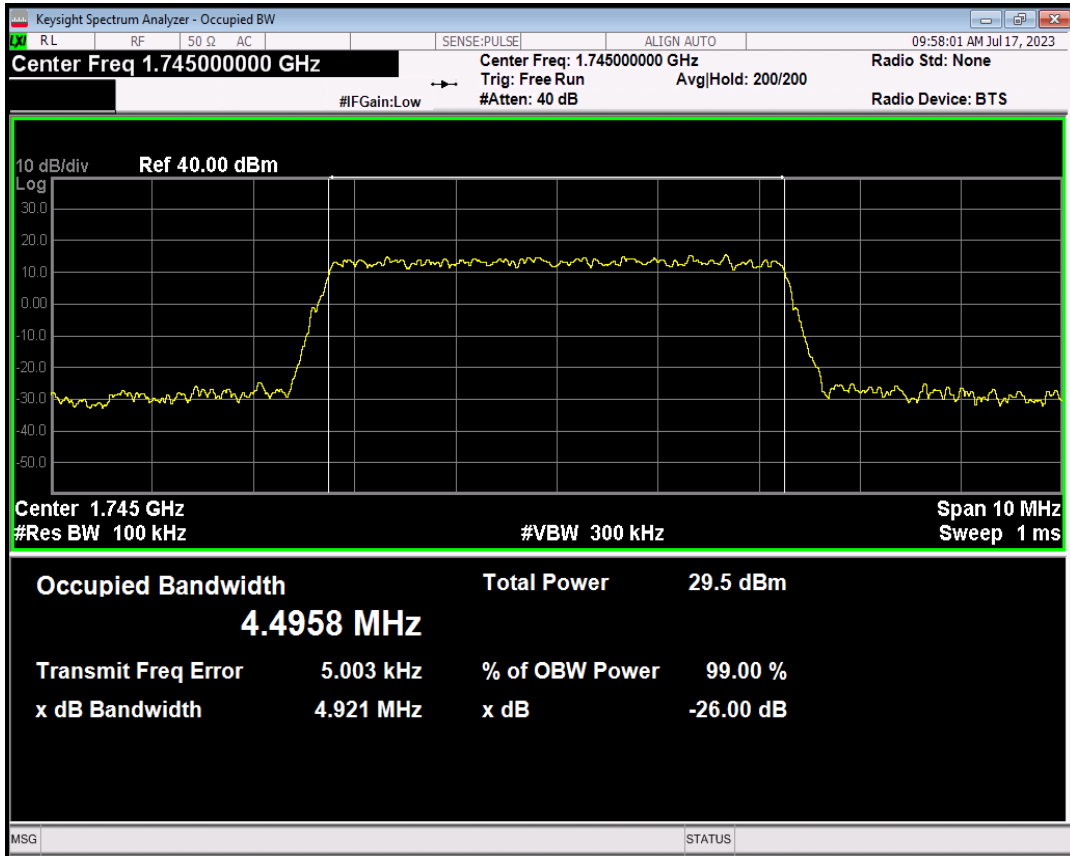 Keysight Spectrum Analyzer - Occupied BW
LXI RL RF 50 Ω AC SENSE:PULSE ALIGN AUTO 09:58:01 AM Jul 17, 2023
Center Freq 1.745000000 GHz
Center Freq: 1.745000000 GHz
Radio Std: None
Trig: Free Run Avg|Hold: 200/200
#IFGain:Low #Atten: 40 dB Radio Device: BTS
10 dB/div Ref 40.00 dBm
Log
30.0
20.0
10.0
0.00
-10.0
-20.0
-30.0
-40.0
-50.0
Center 1.745 GHz Span 10 MHz
#Res BW 100 kHz #VBW 300 kHz Sweep 1 ms
Occupied Bandwidth Total Power 29.5 dBm
4.4958 MHz
Transmit Freq Error 5.003 kHz % of OBW Power 99.00 %
x dB Bandwidth 4.921 MHz x dB -26.00 dB
MSG STATUS